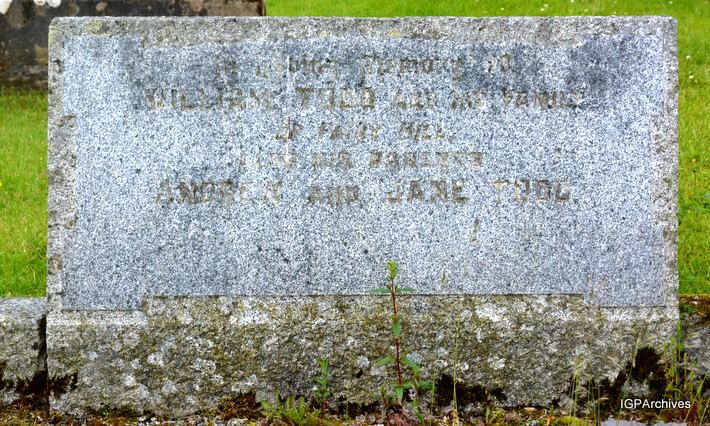 In Loving Memory of
WILLIAM TODD AND HIS FAMILY
OF FAIRY HILL.
ALSO HIS PARENTS
ANDREW AND JANE TODD.
IGPArchives